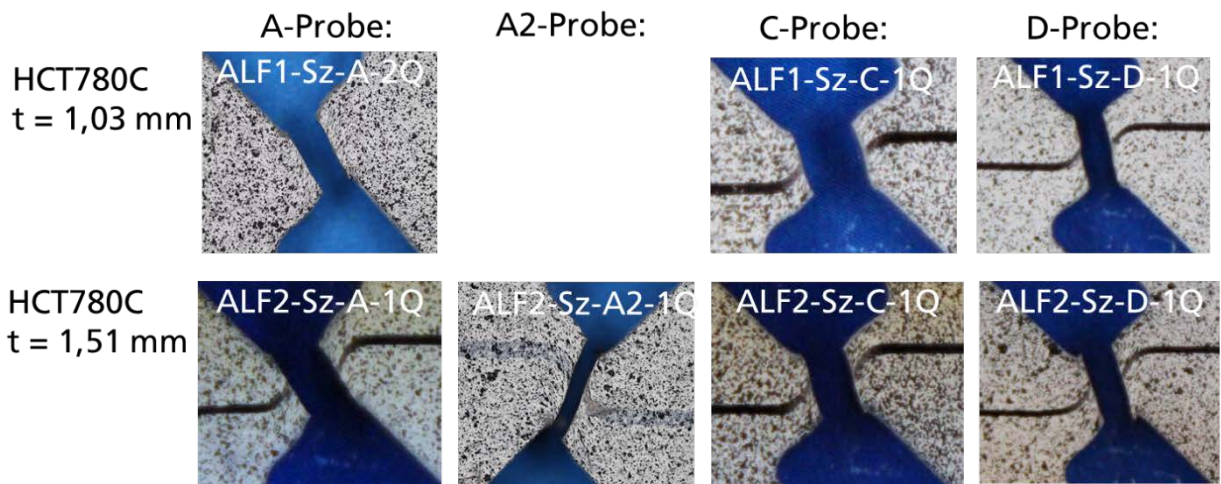 A-Probe:
A2-Probe:
C-Probe:
D-Probe:
HCT780C
t = 1,03 mm
ALF1-Sz-A-2Q
ALF1-Sz-C-1Q
ALF1-Sz-D-1Q
HCT780C
t = 1,51 mm
ALF2-Sz-A-1Q
ALF2-Sz-A2-1Q
ALF2-Sz-C-1Q
ALF2-Sz-D-1Q